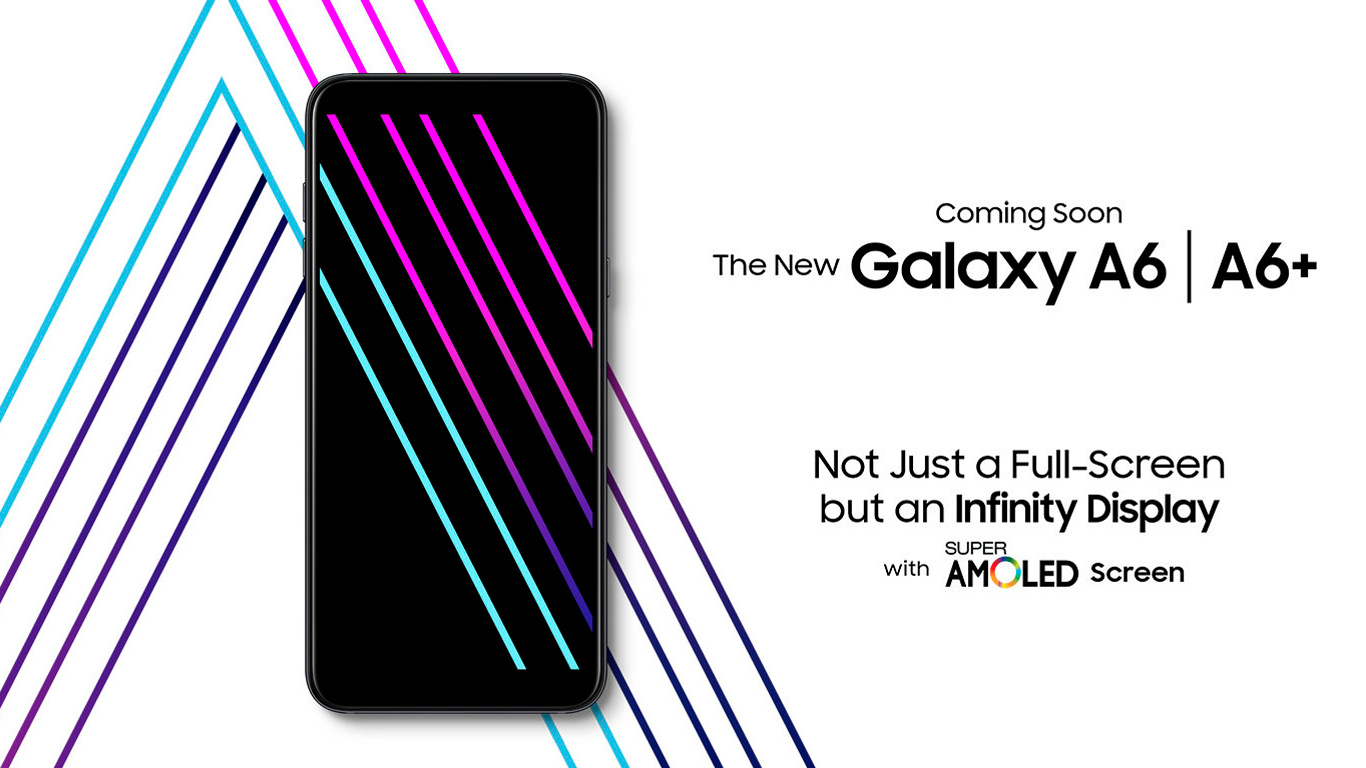 Coming Soon
The New Galaxy A6 | A6+
Not Just a Full-Screen
but an Infinity Display
with SUPER AMOLED Screen